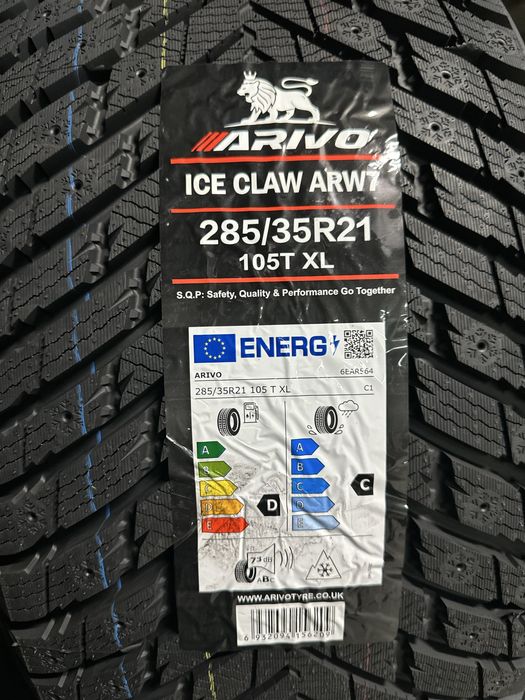 ARIVO
ICE CLAW ARW7
285/35R21
105T XL
S.Q.P: Safety, Quality & Performance Go Together
ENERG
ARIVO 6EAR564
285/35R21 105 T XL C1
A A
B B
C
D D
E E
D
C
73 dB
ABC
WWW.ARIVOTYRE.CO.UK
6932094156209